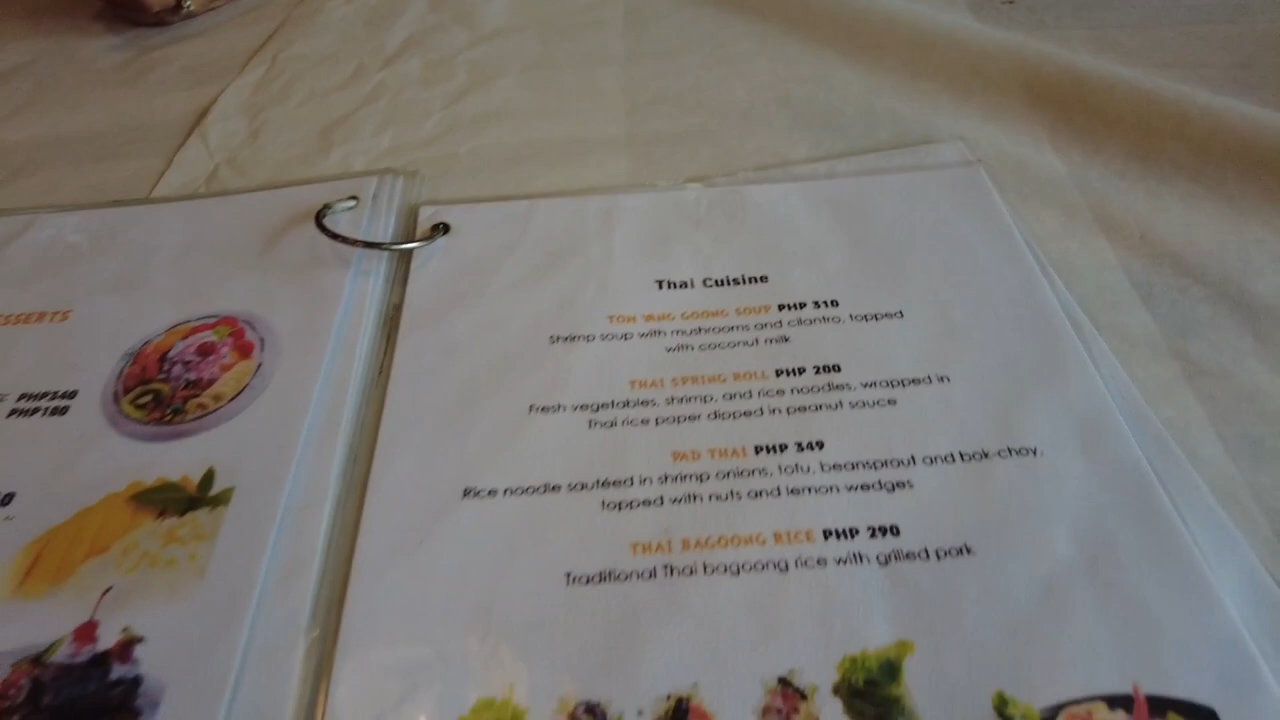 SSERTS
PHP340
PHP180
Thai Cuisine
TOM YANG GOONG SOUP PHP 310
Shrimp soup with mushrooms and cilantro, topped
with coconut milk
THAI SPRING ROLL PHP 200
Fresh vegetables, shrimp, and rice noodles, wrapped in
Thai rice paper dipped in peanut sauce
PAD THAI PHP 349
Rice noodle sautéed in shrimp onions, tofu, beansprout and bok-choy,
topped with nuts and lemon wedges
THAI BAGOONG RICE PHP 290
Traditional Thai bagoong rice with grilled pork